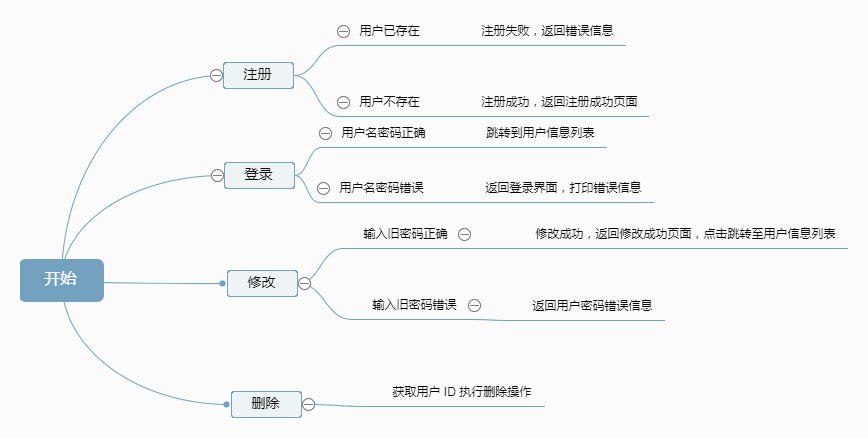 用户已存在 注册失败，返回错误信息
注册
用户不存在 注册成功，返回注册成功页面
用户名密码正确 跳转到用户信息列表
登录
用户名密码错误 返回登录界面，打印错误信息
输入旧密码正确 修改成功，返回修改成功页面，点击跳转至用户信息列表
开始
修改
输入旧密码错误 返回用户密码错误信息
获取用户 ID 执行删除操作
删除